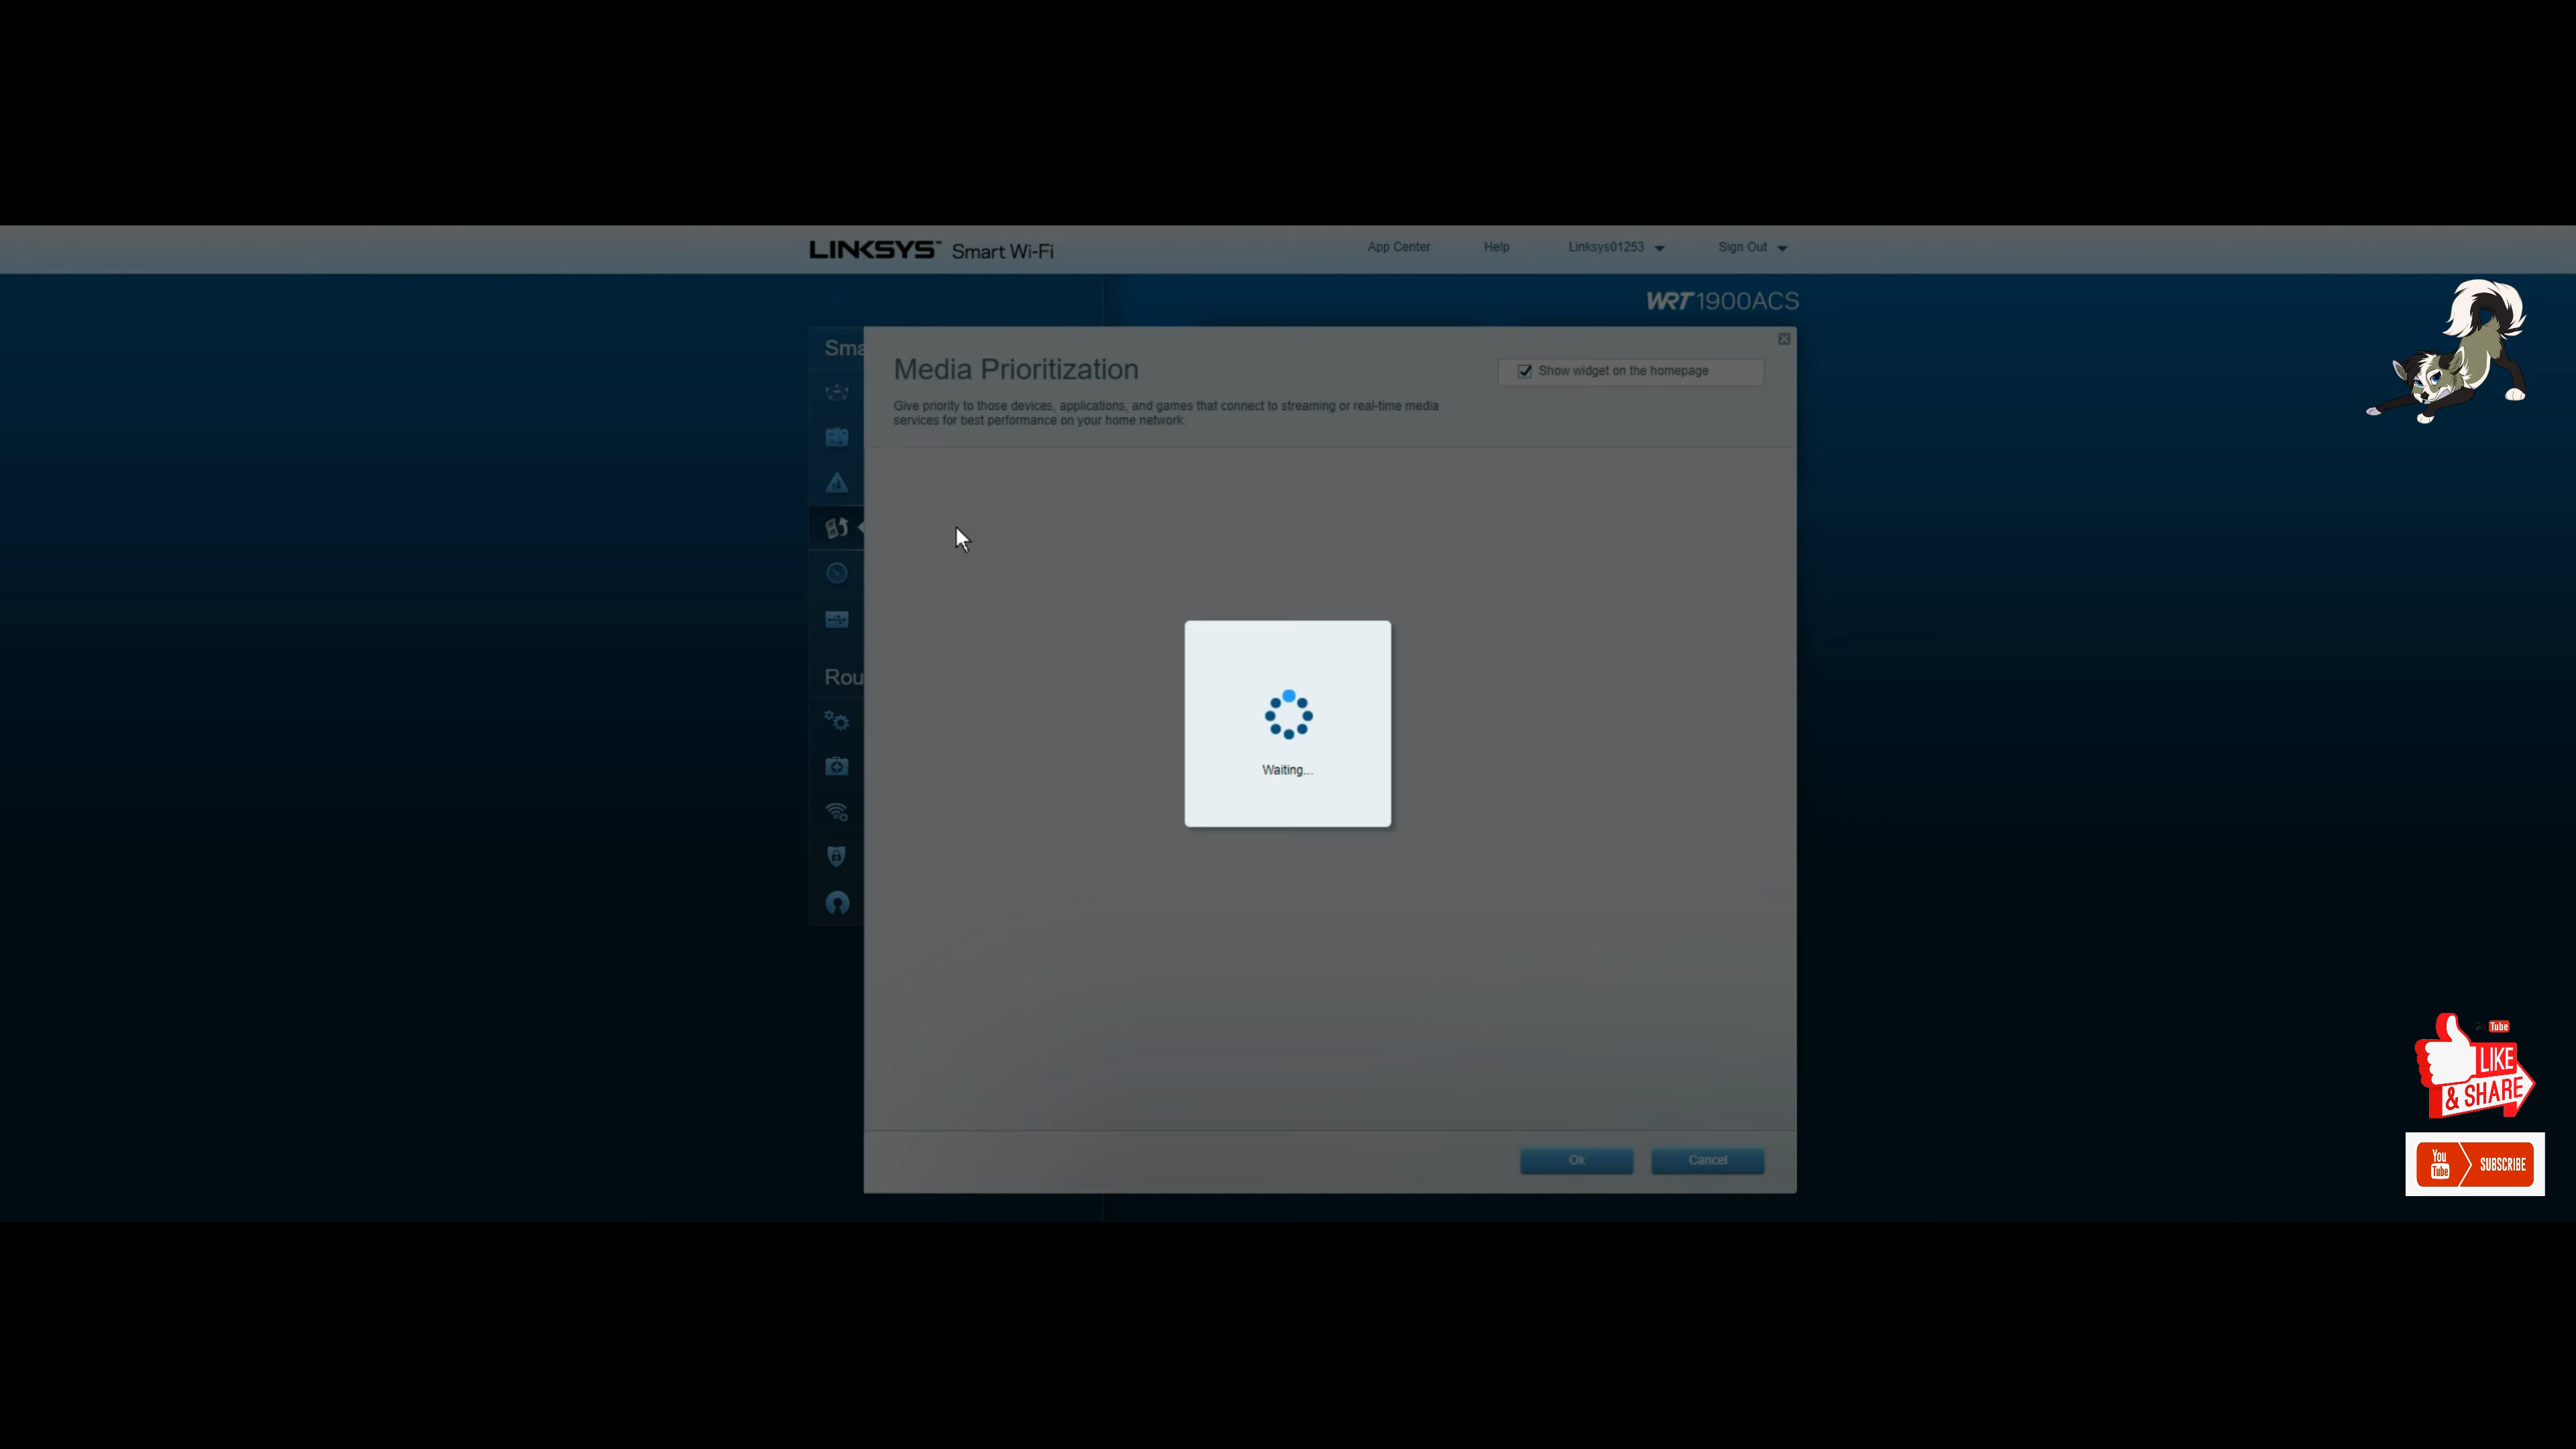 LINKSYS™ Smart Wi-Fi
App Center
Help
Linksys01253
Sign Out
WRT1900ACS
Sma
Media Prioritization
Show widget on the homepage
Give priority to those devices, applications, and games that connect to streaming or real-time media
services for best performance on your home network.
Rou
Waiting...
Ok
Cancel
Tube
LIKE
& SHARE
You
Tube
SUBSCRIBE